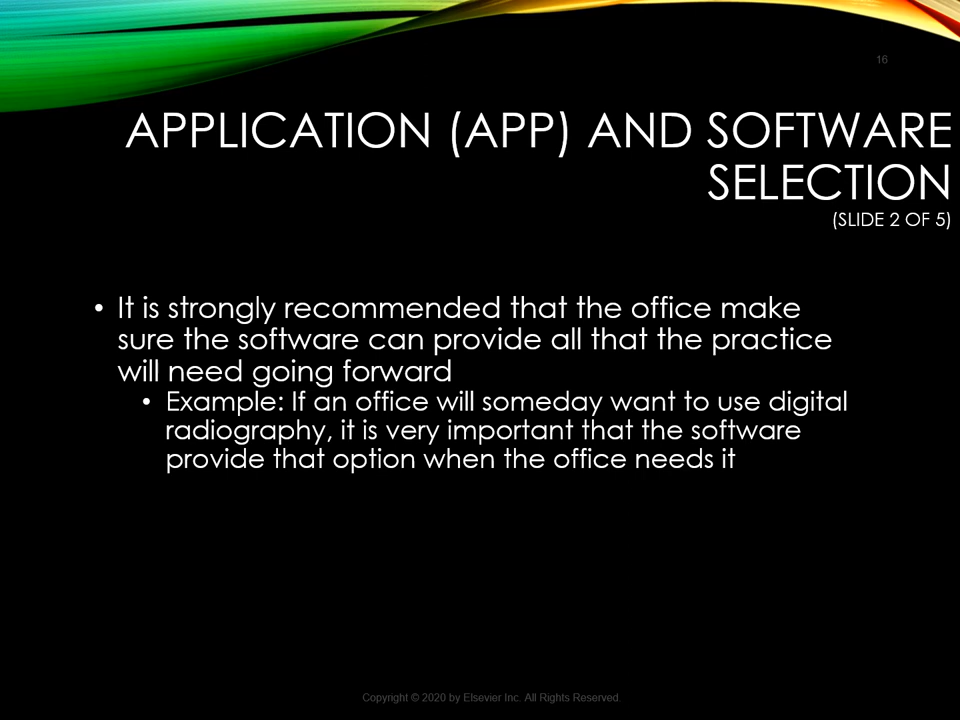 16
APPLICATION (APP) AND SOFTWARE
SELECTION
(SLIDE 2 OF 5)
• It is strongly recommended that the office make
sure the software can provide all that the practice
will need going forward
• Example: If an office will someday want to use digital
radiography, it is very important that the software
provide that option when the office needs it
Copyright © 2020 by Elsevier Inc. All Rights Reserved.